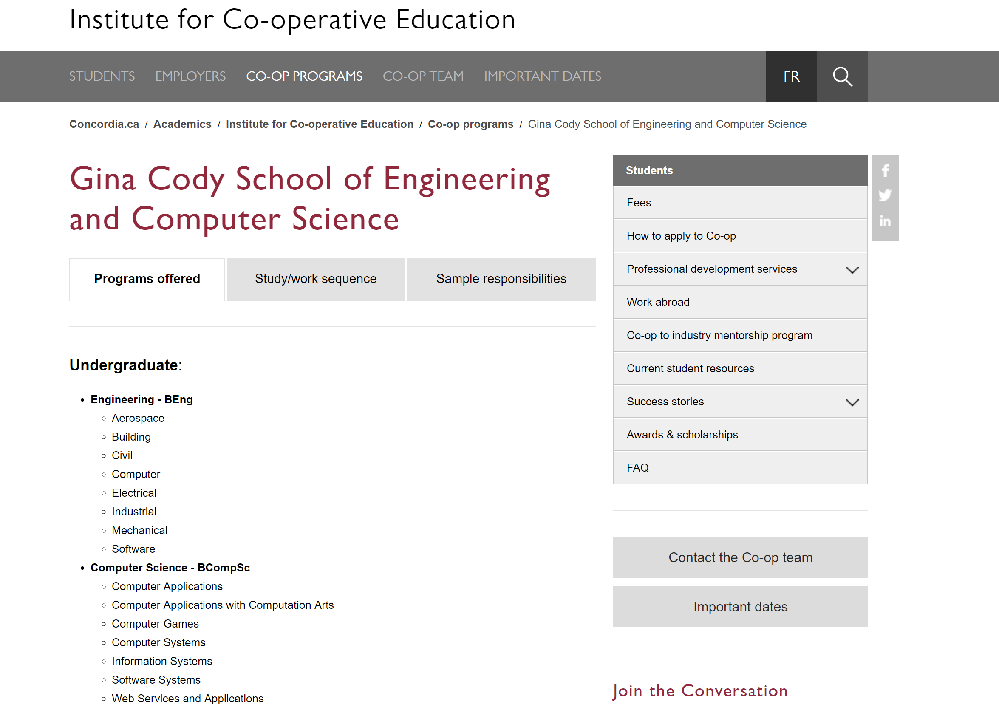 Institute for Co-operative Education
STUDENTS EMPLOYERS CO-OP PROGRAMS CO-OP TEAM IMPORTANT DATES FR
Concordia.ca / Academics / Institute for Co-operative Education / Co-op programs / Gina Cody School of Engineering and Computer Science
Gina Cody School of Engineering
and Computer Science
Programs offered
Study/work sequence
Sample responsibilities
Undergraduate:
• Engineering - BEng
◦ Aerospace
◦ Building
◦ Civil
◦ Computer
◦ Electrical
◦ Industrial
◦ Mechanical
◦ Software
• Computer Science - BCompSc
◦ Computer Applications
◦ Computer Applications with Computation Arts
◦ Computer Games
◦ Computer Systems
◦ Information Systems
◦ Software Systems
◦ Web Services and Applications
Students
Fees
How to apply to Co-op
Professional development services
Work abroad
Co-op to industry mentorship program
Current student resources
Success stories
Awards & scholarships
FAQ
f
in
Contact the Co-op team
Important dates
Join the Conversation